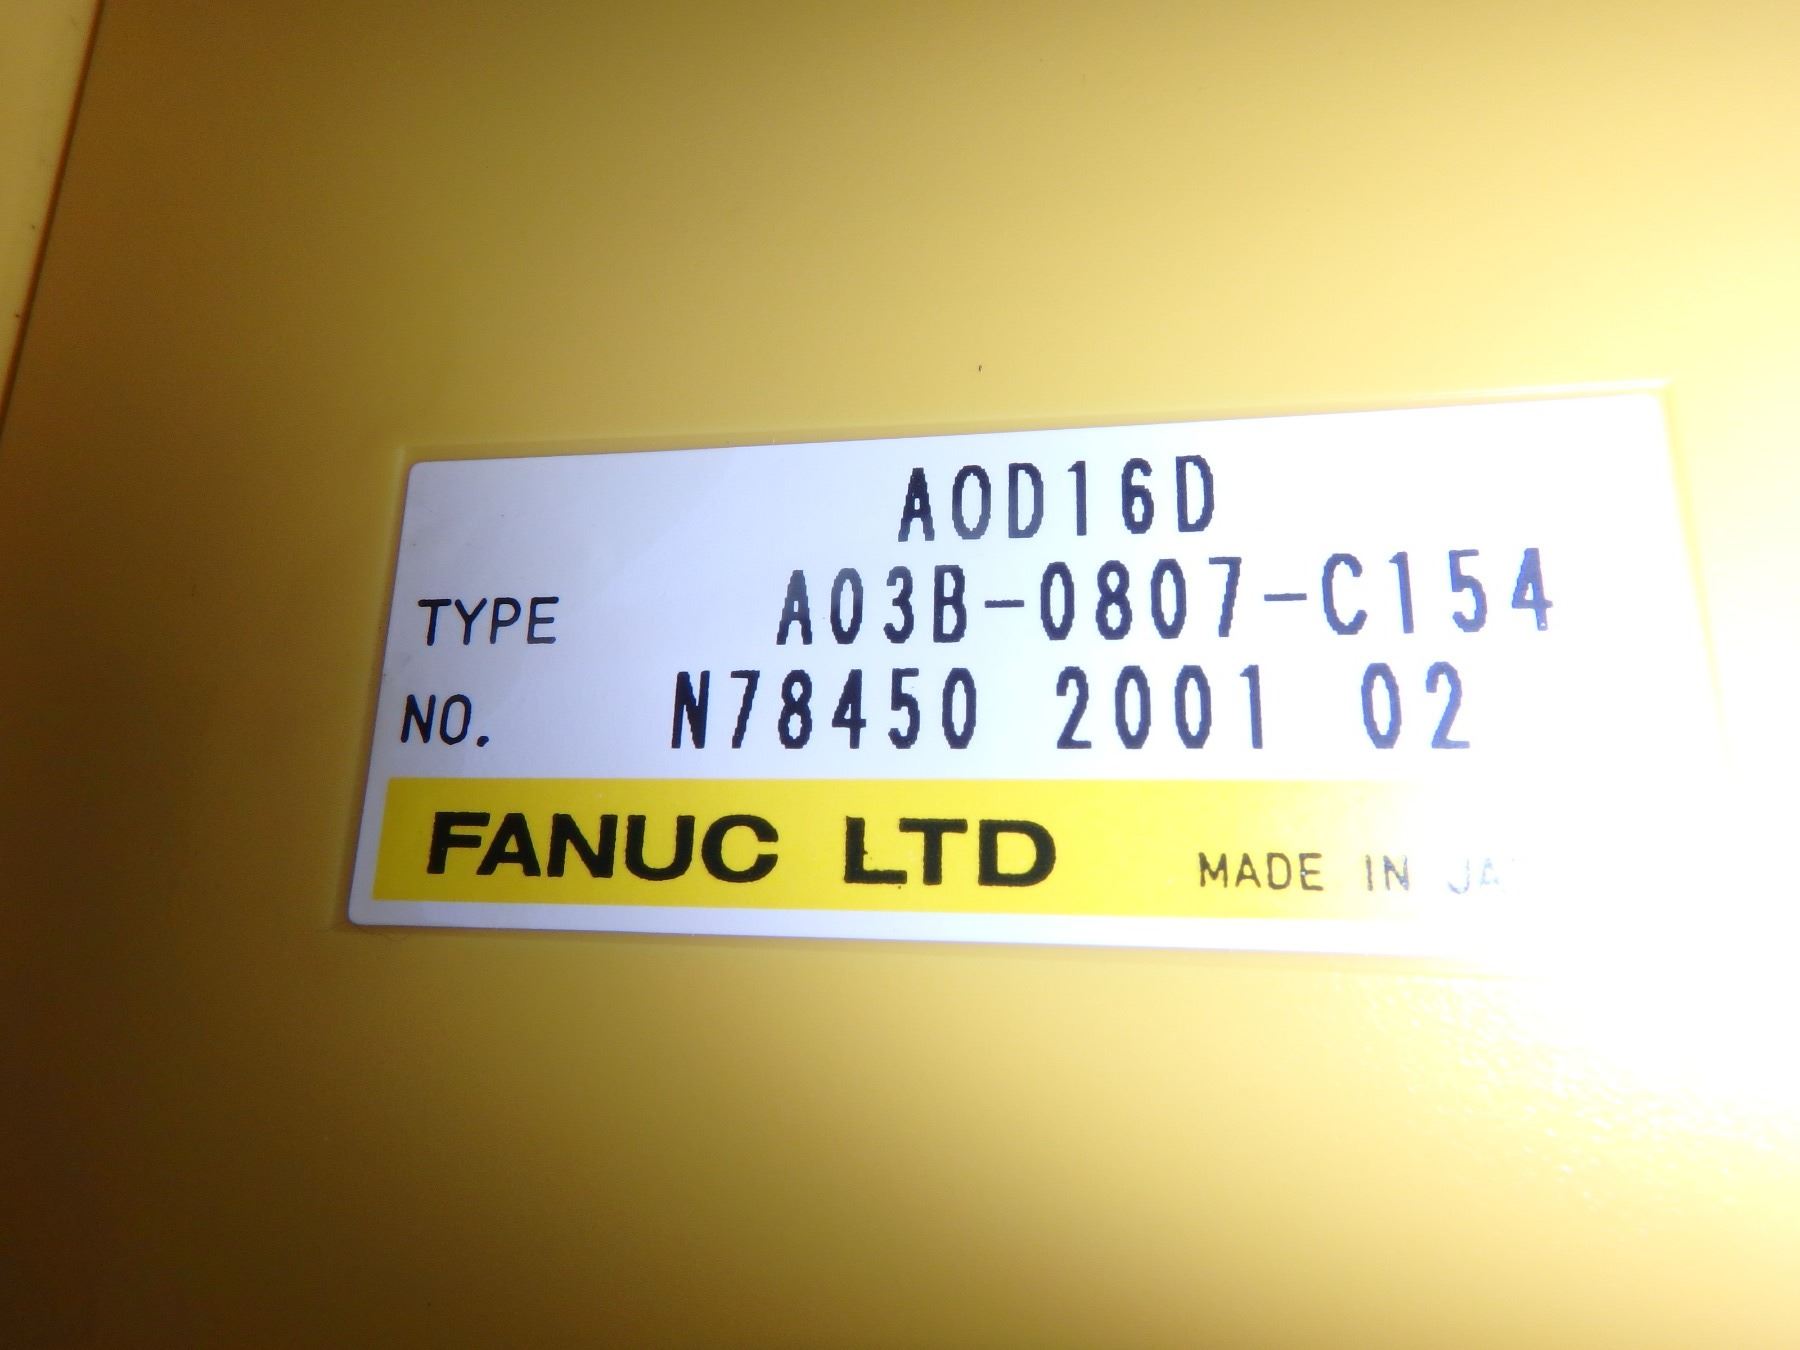 AOD16D
TYPE A03B-0807-C154
NO. N78450 2001 02
FANUC LTD MADE IN